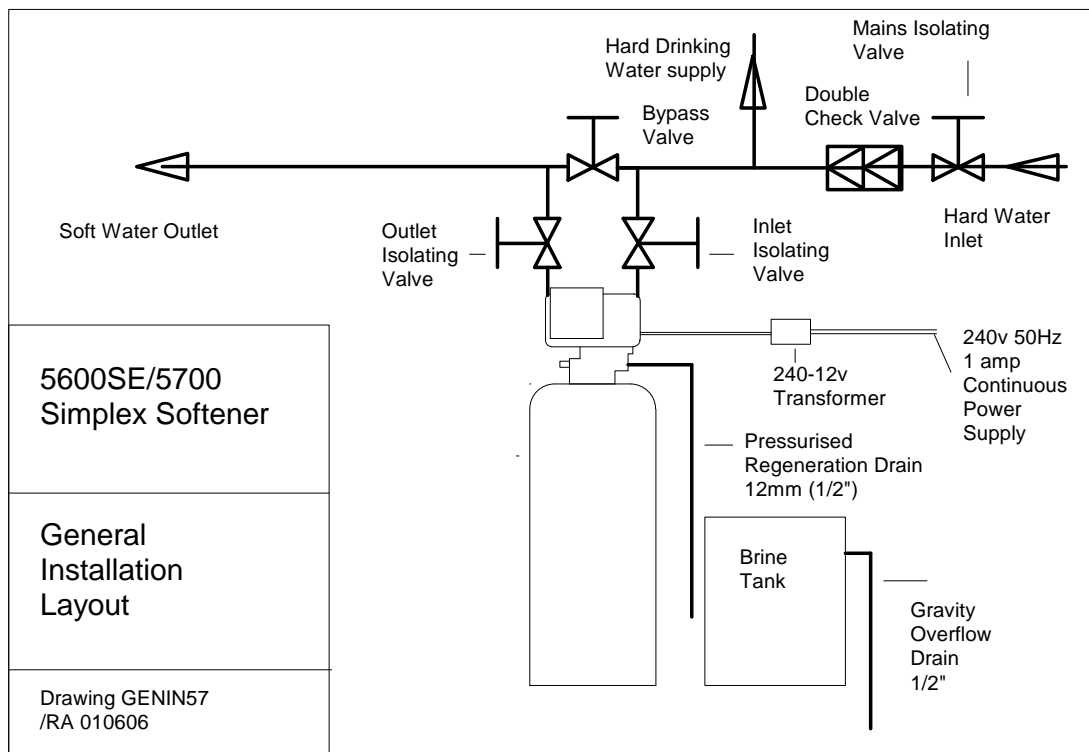 Mains Isolating
Valve
Hard Drinking
Water supply
Double
Check Valve
Bypass
Valve
Soft Water Outlet
Outlet
Isolating
Valve
Inlet
Isolating
Valve
Hard Water
Inlet
5600SE/5700
Simplex Softener
240-12v
Transformer
240v 50Hz
1 amp
Continuous
Power
Supply
Pressurised
Regeneration Drain
12mm (1/2")
General
Installation
Layout
Brine
Tank
Gravity
Overflow
Drain
1/2"
Drawing GENIN57
/RA 010606